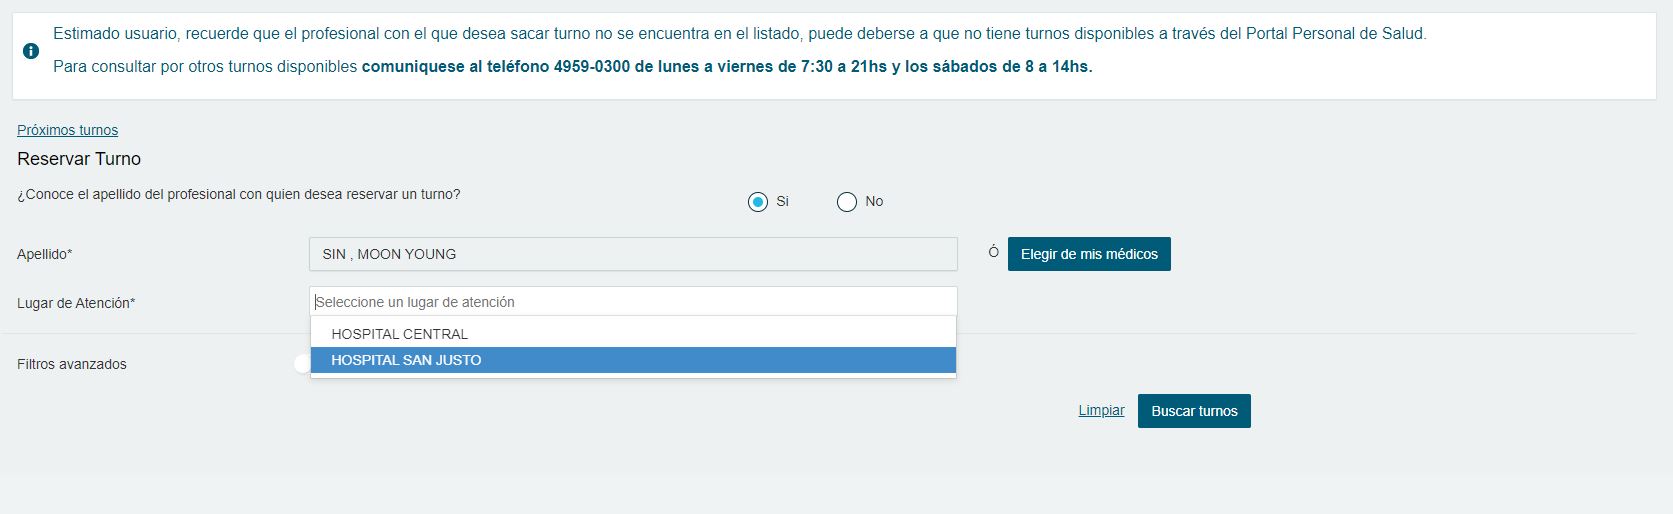 Estimado usuario, recuerde que el profesional con el que desea sacar turno no se encuentra en el listado, puede deberse a que no tiene turnos disponibles a través del Portal Personal de Salud.
Para consultar por otros turnos disponibles comuniquese al teléfono 4959-0300 de lunes a viernes de 7:30 a 21hs y los sábados de 8 a 14hs.
Próximos turnos
Reservar Turno
¿Conoce el apellido del profesional con quien desea reservar un turno?
Si
No
Apellido*
SIN , MOON YOUNG
Ó
Elegir de mis médicos
Lugar de Atención*
Seleccione un lugar de atención
HOSPITAL CENTRAL
HOSPITAL SAN JUSTO
Filtros avanzados
Limpiar
Buscar turnos